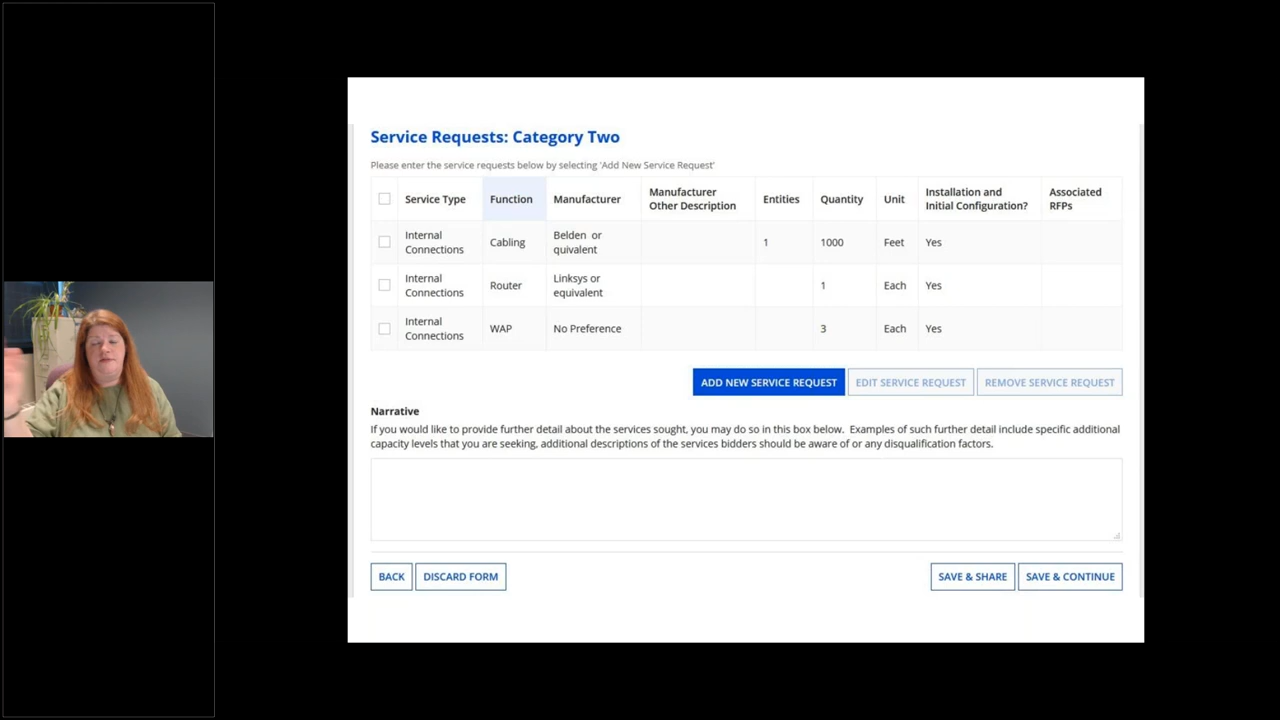 Service Requests: Category Two
Please enter the service requests below by selecting 'Add New Service Request'
Service Type Function Manufacturer Manufacturer Other Description Entities Quantity Unit Installation and Initial Configuration? Associated RFPs
Internal Connections Cabling Belden or quivalent 1 1000 Feet Yes
Internal Connections Router Linksys or equivalent 1 Each Yes
Internal Connections WAP No Preference 3 Each Yes
ADD NEW SERVICE REQUEST EDIT SERVICE REQUEST REMOVE SERVICE REQUEST
Narrative
If you would like to provide further detail about the services sought, you may do so in this box below. Examples of such further detail include specific additional
capacity levels that you are seeking, additional descriptions of the services bidders should be aware of or any disqualification factors.
BACK DISCARD FORM SAVE & SHARE SAVE & CONTINUE